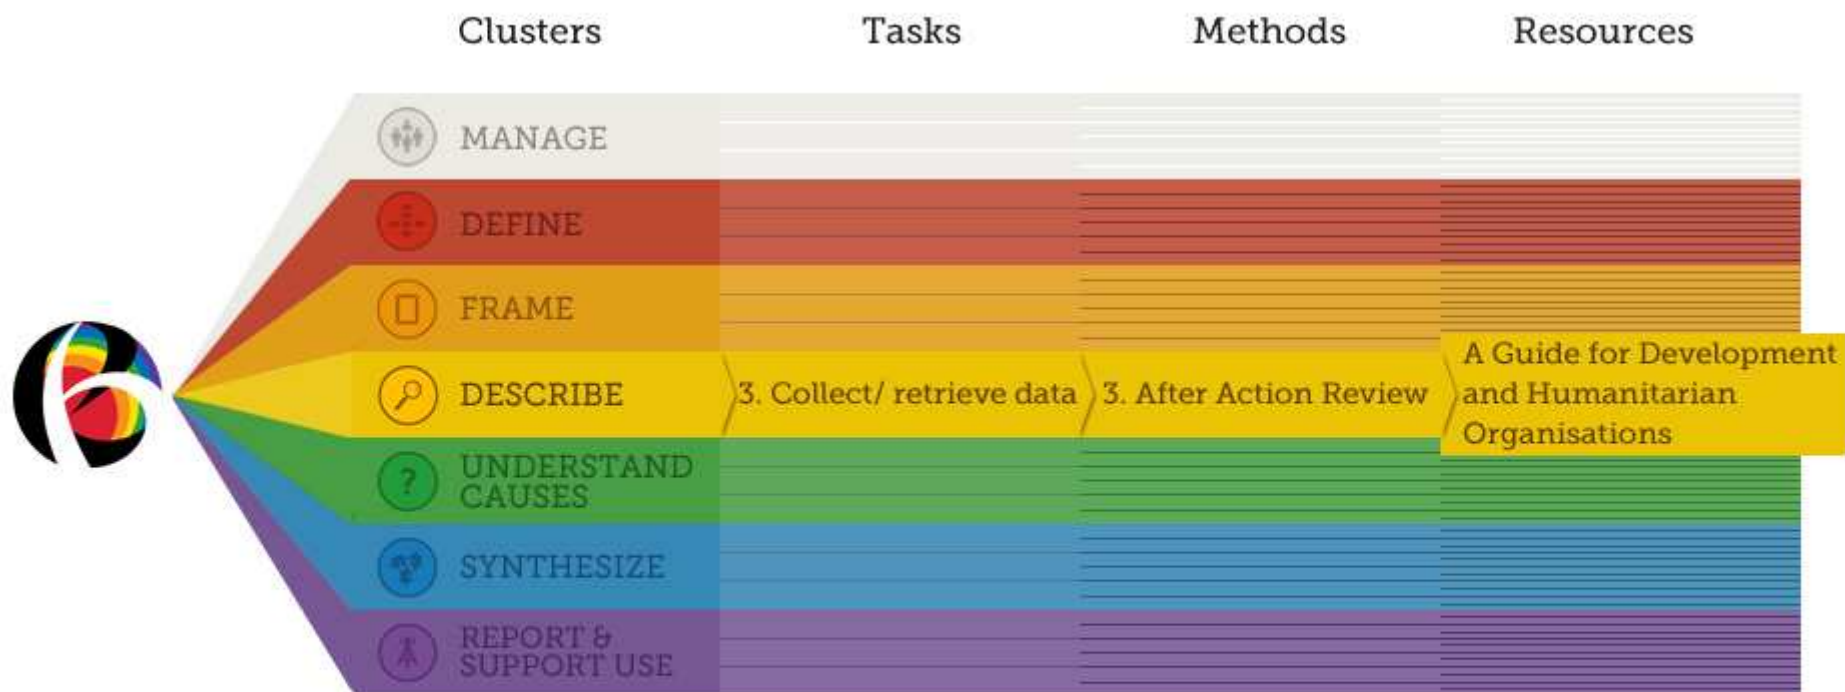 Clusters Tasks Methods Resources
MANAGE
DEFINE
FRAME
DESCRIBE 3. Collect/ retrieve data 3. After Action Review
A Guide for Development
and Humanitarian
Organisations
?
UNDERSTAND
CAUSES
SYNTHESIZE
REPORT &
SUPPORT USE